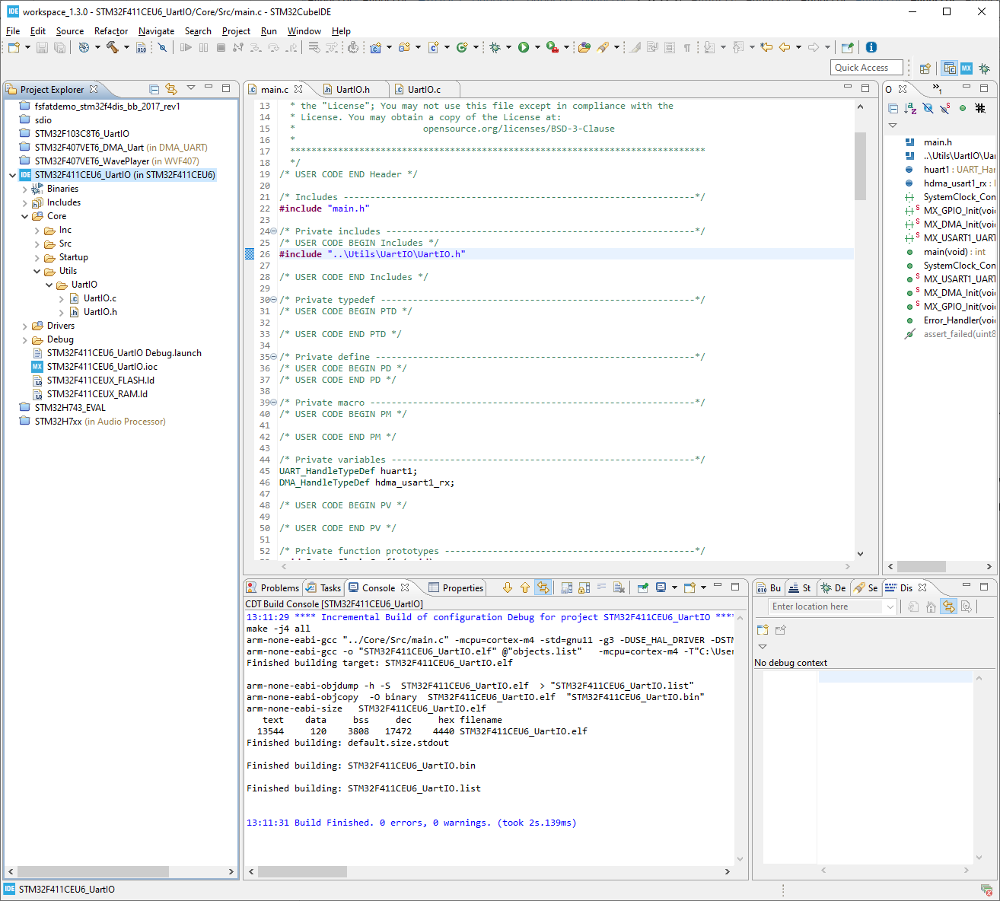 workspace_1.3.0 - STM32F411CEU6_UartIO/Core/Src/main.c - STM32CubeIDE
File Edit Source Refactor Navigate Search Project Run Window Help
Quick Access
Project Explorer
fsfatdemo_stm32f4dis_bb_2017_rev1
sdio
STM32F103C8T6_UartIO
STM32F407VET6_DMA_Uart (in DMA_UART)
STM32F407VET6_WavePlayer (in WVF407)
STM32F411CEU6_UartIO (in STM32F411CEU6)
Binaries
Includes
Core
Inc
Src
Startup
Utils
UartIO
UartIO.c
UartIO.h
Drivers
Debug
STM32F411CEU6_UartIO Debug.launch
STM32F411CEU6_UartIO.ioc
STM32F411CEUX_FLASH.ld
STM32F411CEUX_RAM.ld
STM32H743_EVAL
STM32H7xx (in Audio Processor)
main.c UartIO.h UartIO.c
13 * the "License"; You may not use this file except in compliance with the
14 * License. You may obtain a copy of the License at:
15 * opensource.org/licenses/BSD-3-Clause
16 *
17 ******************************************************************************
18 */
19 /* USER CODE END Header */
20
21 /* Includes ------------------------------------------------------------------*/
22 #include "main.h"
23
24 /* Private includes ----------------------------------------------------------*/
25 /* USER CODE BEGIN Includes */
26 #include "..\Utils\UartIO\UartIO.h"
27
28 /* USER CODE END Includes */
29
30 /* Private typedef -----------------------------------------------------------*/
31 /* USER CODE BEGIN PTD */
32
33 /* USER CODE END PTD */
34
35 /* Private define ------------------------------------------------------------*/
36 /* USER CODE BEGIN PD */
37 /* USER CODE END PD */
38
39 /* Private macro -------------------------------------------------------------*/
40 /* USER CODE BEGIN PM */
41
42 /* USER CODE END PM */
43
44 /* Private variables ---------------------------------------------------------*/
45 UART_HandleTypeDef huart1;
46 DMA_HandleTypeDef hdma_usart1_rx;
47
48 /* USER CODE BEGIN PV */
49
50 /* USER CODE END PV */
51
52 /* Private function prototypes -----------------------------------------------*/
O
main.h
..\Utils\UartIO\Uar
huart1 : UART_Har
hdma_usart1_rx :
SystemClock_Con
MX_GPIO_Init(voi
MX_DMA_Init(voi
MX_USART1_UART
main(void) : int
SystemClock_Con
MX_USART1_UART
MX_DMA_Init(voi
MX_GPIO_Init(voi
Error_Handler(voi
assert_failed(uint8
Problems Tasks Console Properties
CDT Build Console [STM32F411CEU6_UartIO]
13:11:29 **** Incremental Build of configuration Debug for project STM32F411CEU6_UartIO ****
make -j4 all
arm-none-eabi-gcc "../Core/Src/main.c" -mcpu=cortex-m4 -std=gnu11 -g3 -DUSE_HAL_DRIVER -DSTM
arm-none-eabi-gcc -o "STM32F411CEU6_UartIO.elf" @"objects.list" -mcpu=cortex-m4 -T"C:\User
Finished building target: STM32F411CEU6_UartIO.elf
arm-none-eabi-objdump -h -S STM32F411CEU6_UartIO.elf > "STM32F411CEU6_UartIO.list"
arm-none-eabi-objcopy -O binary STM32F411CEU6_UartIO.elf "STM32F411CEU6_UartIO.bin"
arm-none-eabi-size STM32F411CEU6_UartIO.elf
text data bss dec hex filename
13544 120 3808 17472 4440 STM32F411CEU6_UartIO.elf
Finished building: default.size.stdout
Finished building: STM32F411CEU6_UartIO.bin
Finished building: STM32F411CEU6_UartIO.list
13:11:31 Build Finished. 0 errors, 0 warnings. (took 2s.139ms)
Bu St De Se Dis
Enter location here
No debug context
STM32F411CEU6_UartIO